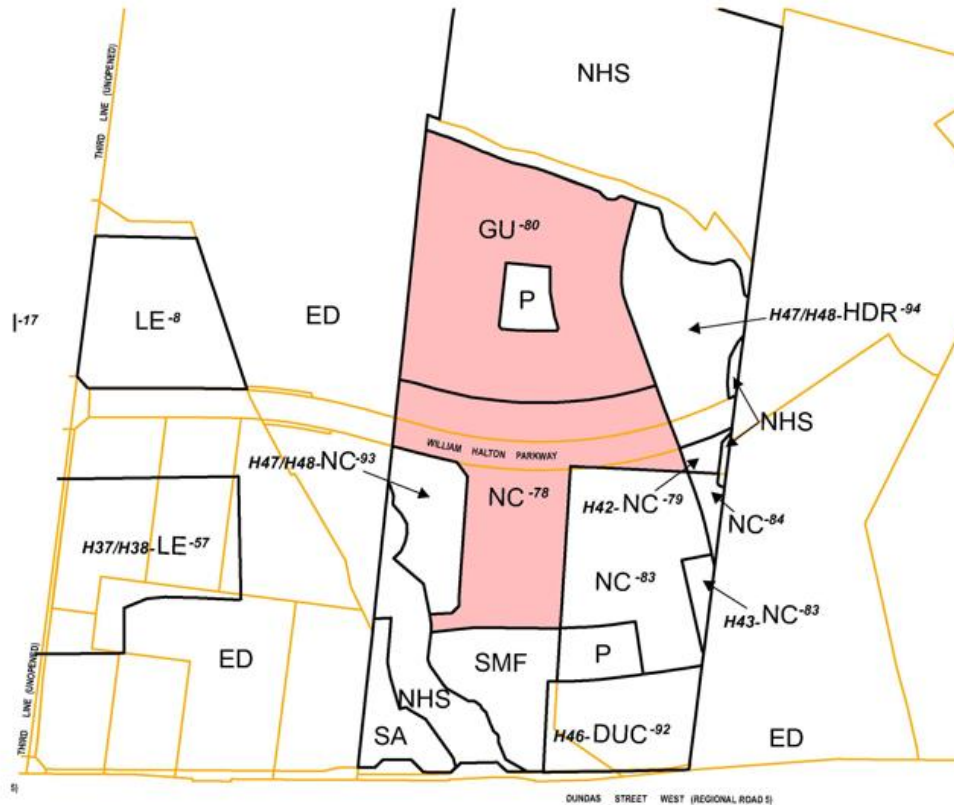 NHS
THIRD LINE (UNOPENED)
GU-80
P
H47/H48-HDR-94
LE-8
ED
-17
NHS
WILLIAM HALTON PARKWAY
H47/H48-NC-93
NC-78
H42-NC-79
NC-84
H37/H38-LE-57
NC-83
H43-NC-83
ED
SMF
P
NHS
THIRD LINE (UNOPENED)
SA
H46-DUC-92
ED
5)
DUNDAS STREET WEST (REGIONAL ROAD 5)